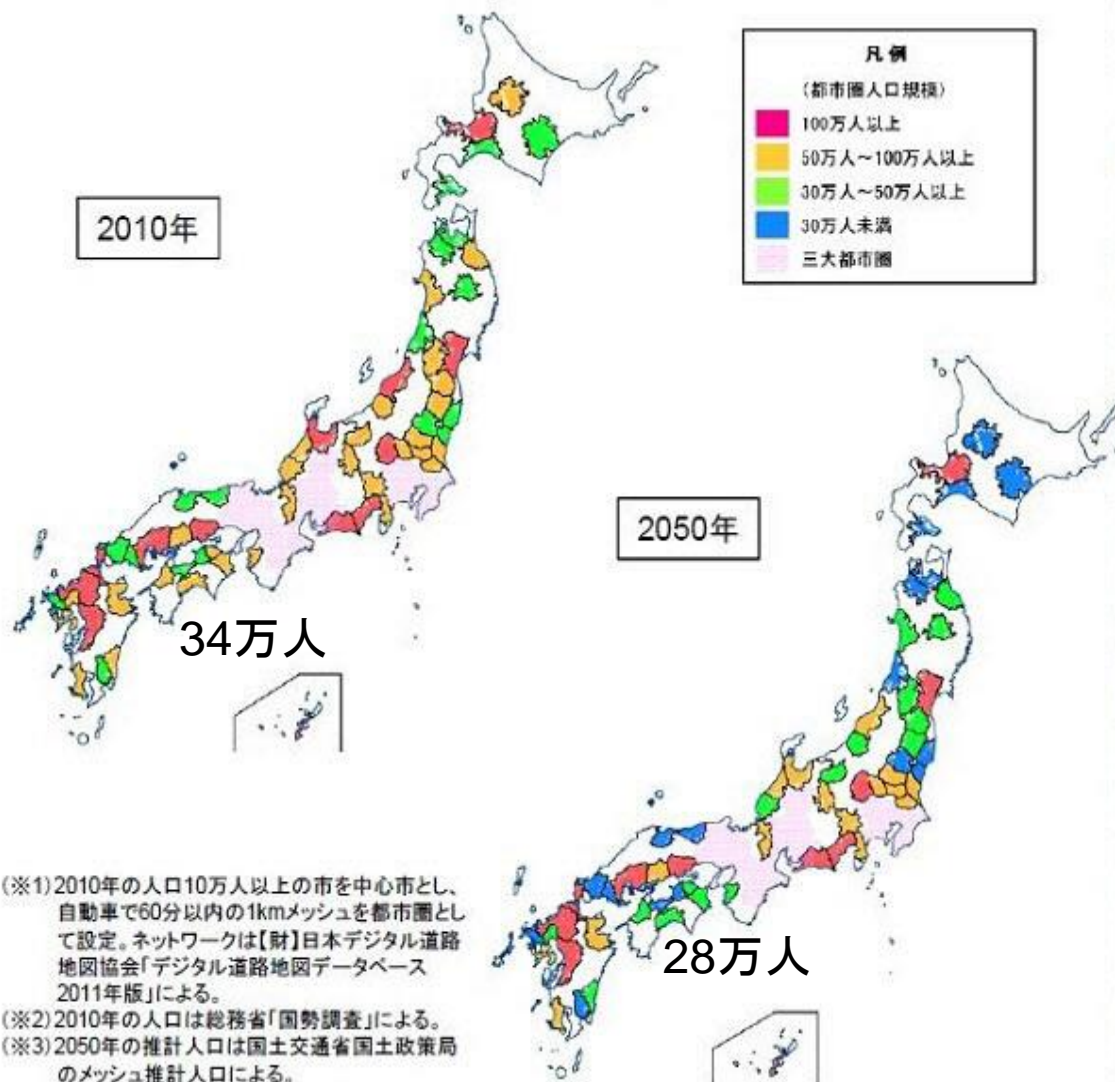 凡例
(都市圏人口規模)
100万人以上
50万人～100万人以上
30万人～50万人以上
30万人未満
三大都市圏
2010年
2050年
34万人
28万人
(※1)2010年の人口10万人以上の市を中心市とし、
自動車で60分以内の1kmメッシュを都市圏とし
て設定。ネットワークは【財】日本デジタル道路
地図協会「デジタル道路地図データベース
2011年版」による。
(※2)2010年の人口は総務省「国勢調査」による。
(※3)2050年の推計人口は国土交通省国土政策局
のメッシュ推計人口による。